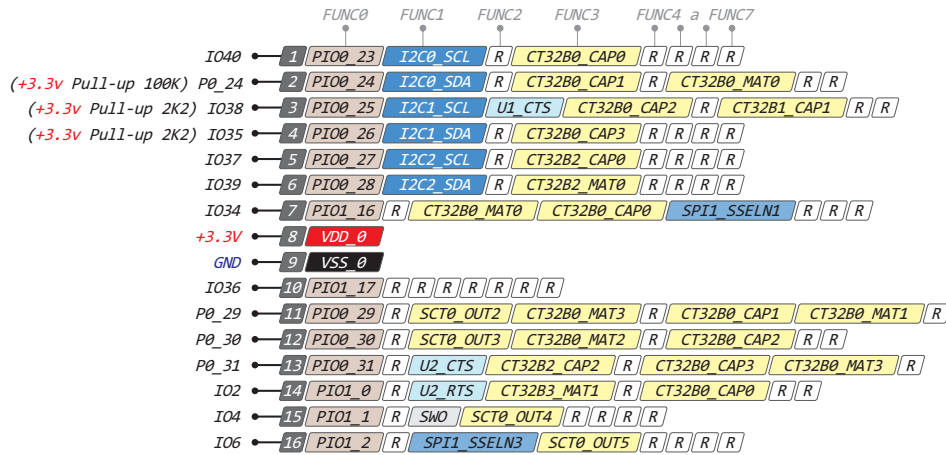 FUNC0 FUNC1 FUNC2 FUNC3 FUNC4 a FUNC7
IO40 1 PIO0_23 I2C0_SCL R CT32B0_CAP0 R R R R
(+3.3v Pull-up 100K) P0_24 2 PIO0_24 I2C0_SDA R CT32B0_CAP1 R CT32B0_MAT0 R R
(+3.3v Pull-up 2K2) IO38 3 PIO0_25 I2C1_SCL U1_CTS CT32B0_CAP2 R CT32B1_CAP1 R R
(+3.3v Pull-up 2K2) IO35 4 PIO0_26 I2C1_SDA R CT32B0_CAP3 R R R R
IO37 5 PIO0_27 I2C2_SCL R CT32B2_CAP0 R R R R
IO39 6 PIO0_28 I2C2_SDA R CT32B2_MAT0 R R R R
IO34 7 PIO1_16 R CT32B0_MAT0 CT32B0_CAP0 SPI1_SSELN1 R R R
+3.3V 8 VDD_0
GND 9 VSS_0
IO36 10 PIO1_17 R R R R R R R
P0_29 11 PIO0_29 R SCT0_OUT2 CT32B0_MAT3 R CT32B0_CAP1 CT32B0_MAT1 R
P0_30 12 PIO0_30 R SCT0_OUT3 CT32B0_MAT2 R CT32B0_CAP2 R R
P0_31 13 PIO0_31 R U2_CTS CT32B2_CAP2 R CT32B0_CAP3 CT32B0_MAT3 R
IO2 14 PIO1_0 R U2_RTS CT32B3_MAT1 R CT32B0_CAP0 R R
IO4 15 PIO1_1 R SWO SCT0_OUT4 R R R R
IO6 16 PIO1_2 R SPI1_SSELN3 SCT0_OUT5 R R R R